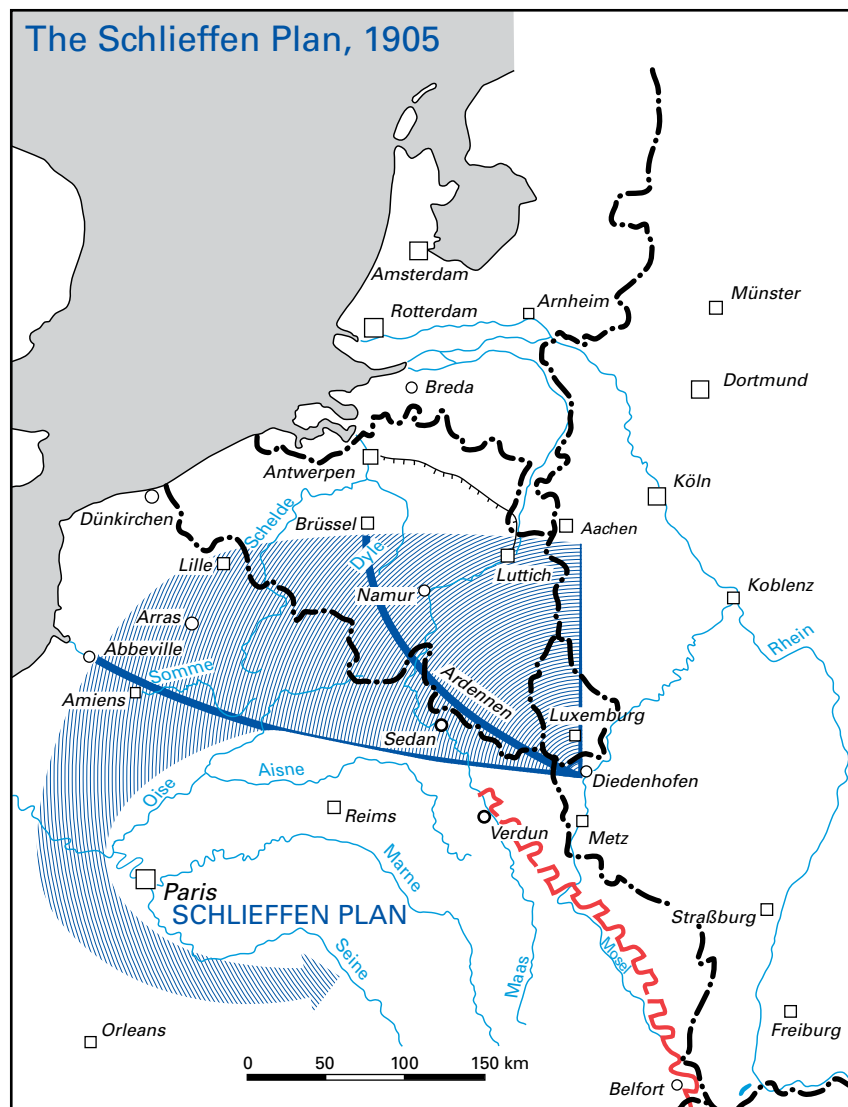 The Schlieffen Plan, 1905
Amsterdam
Rotterdam
Arnheim
Münster
Breda
Dortmund
Antwerpen
Köln
Dünkirchen
Schelde
Brüssel
Dyle
Aachen
Lille
Luttich
Namur
Koblenz
Arras
Rhein
Abbeville
Somme
Amiens
Ardennen
Luxemburg
Sedan
Diedenhofen
Oise
Aisne
Reims
Verdun
Metz
Marne
Paris
SCHLIEFFEN PLAN
Straßburg
Seine
Maas
Mosel
Orleans
Freiburg
0 50 100 150 km
Belfort